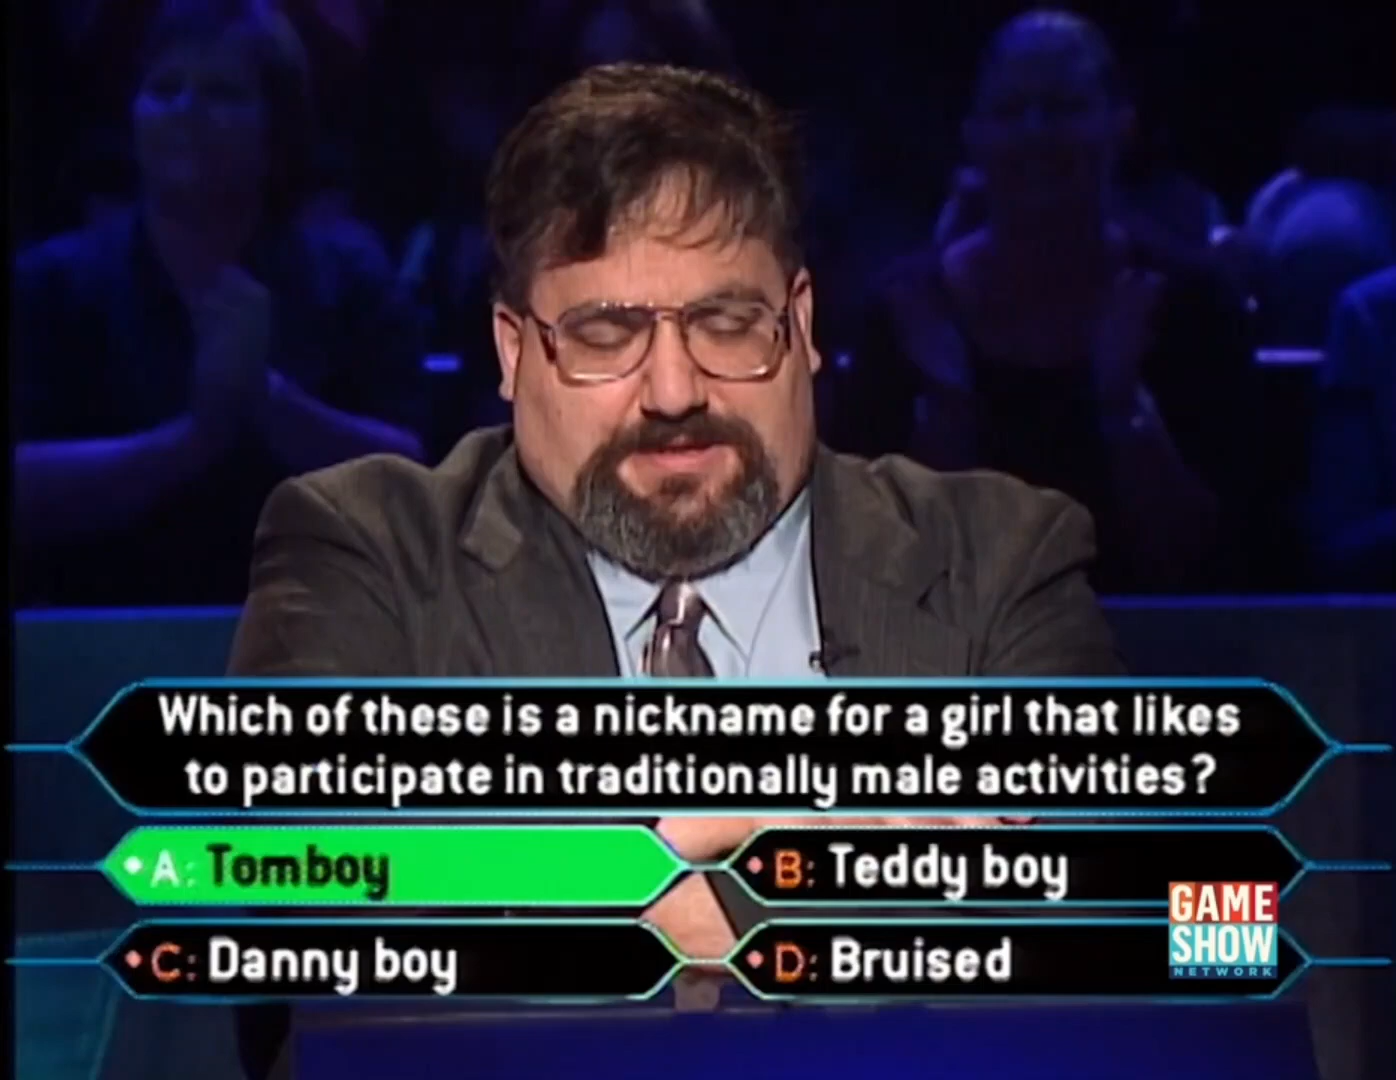 Which of these is a nickname for a girl that likes
to participate in traditionally male activities?
A: Tomboy
B: Teddy boy
C: Danny boy
D: Bruised
GAME
SHOW
NETWORK